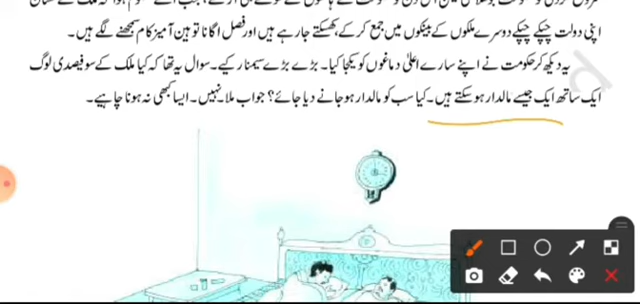 اپنی دولت چپکے چپکے دوسرے ملکوں کے بینکوں میں جمع کر کے، کھسکتے جا رہے ہیں اور فصل اگانا توہین آمیز کام سمجھنے لگے ہیں۔
یہ دیکھ کر حکومت نے اپنے سارے اعلیٰ دماغوں کو یکجا کیا۔ بڑے بڑے سیمنار کیے۔ سوال یہ تھا کہ کیا ملک کے سو فیصدی لوگ
ایک ساتھ ایک جیسے مالدار ہو سکتے ہیں۔ کیا سب کو مالدار ہو جانے دیا جائے؟ جواب ملا۔ نہیں۔ ایسا کبھی نہ ہونا چاہیے۔